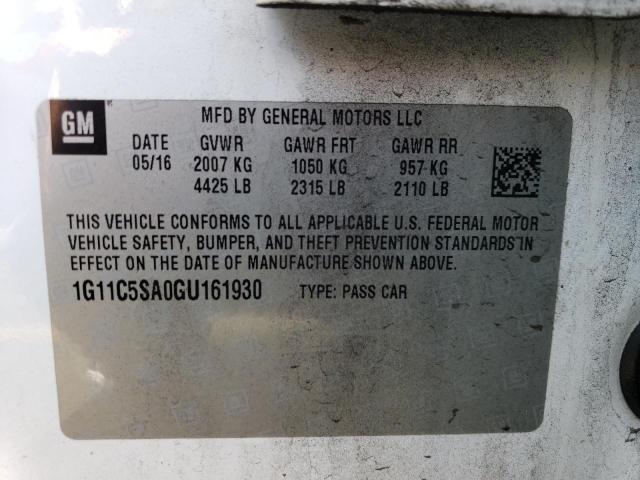 GM
MFD BY GENERAL MOTORS LLC
DATE GVWR GAWR FRT GAWR RR
05/16 2007 KG 1050 KG 957 KG
4425 LB 2315 LB 2110 LB
THIS VEHICLE CONFORMS TO ALL APPLICABLE U.S. FEDERAL MOTOR
VEHICLE SAFETY, BUMPER, AND THEFT PREVENTION STANDARDS IN
EFFECT ON THE DATE OF MANUFACTURE SHOWN ABOVE.
1G11C5SA0GU161930 TYPE: PASS CAR